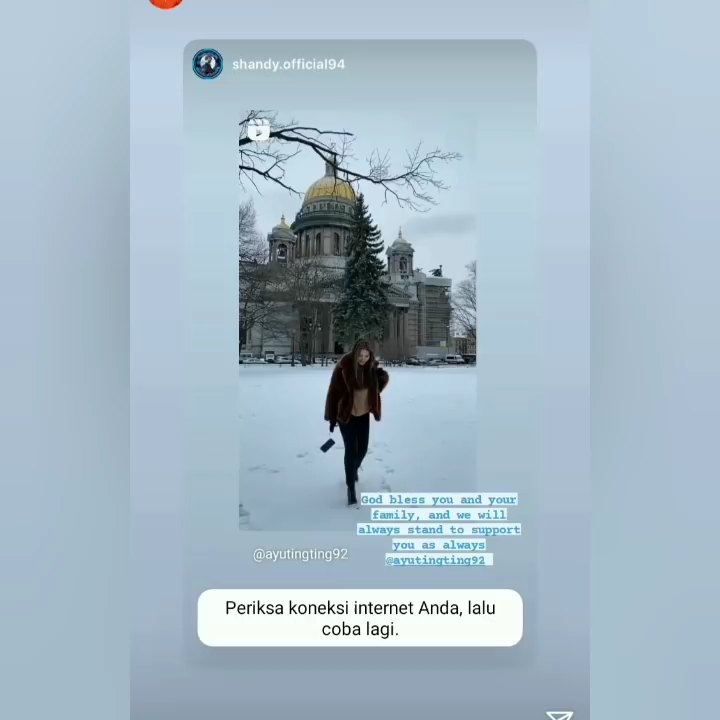 shandy.official94
God bless you and your
family, and we will
always stand to support
you as always
@ayutingting92
@ayutingting92
Periksa koneksi internet Anda, lalu
coba lagi.